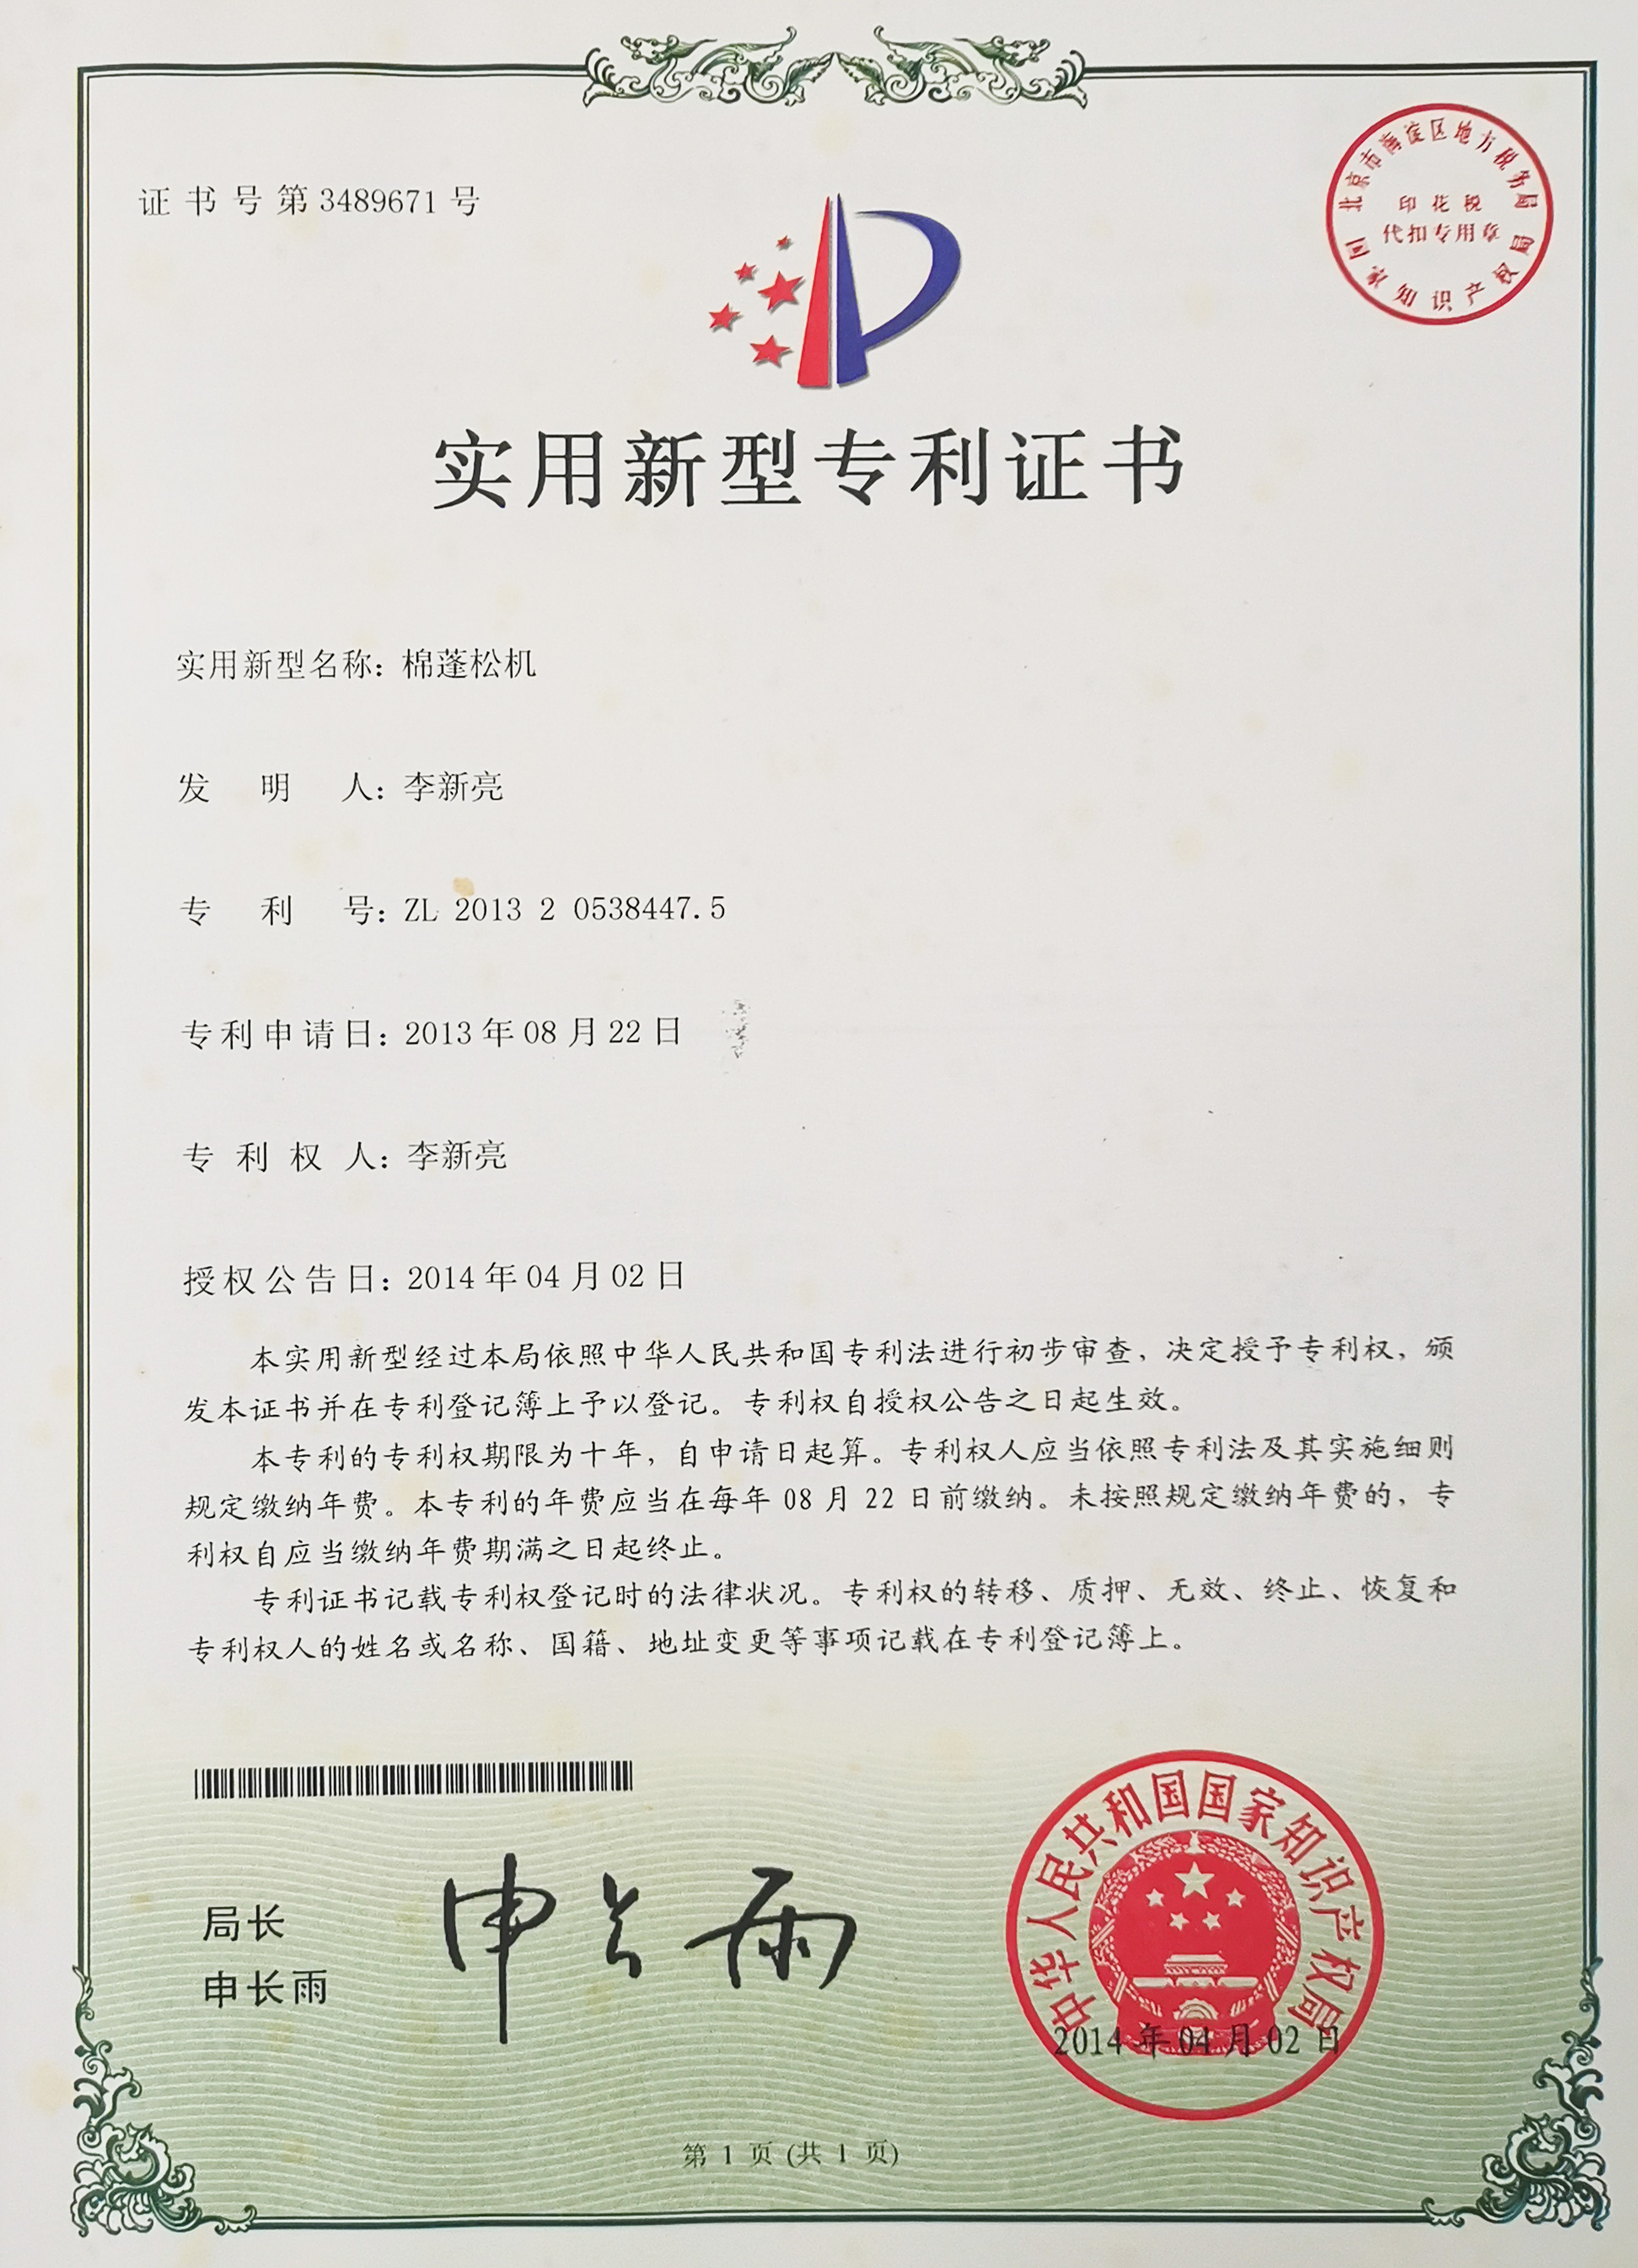 证书号第3489671号
北京市海淀区地方税务局
印花税
代扣专用章
国家知识产权局
实用新型专利证书
实用新型名称：棉蓬松机
发明人：李新亮
专利号：ZL 2013 2 0538447.5
专利申请日：2013年08月22日
专利权人：李新亮
授权公告日：2014年04月02日
本实用新型经过本局依照中华人民共和国专利法进行初步审查，决定授予专利权，颁
发本证书并在专利登记簿上予以登记。专利权自授权公告之日起生效。
本专利的专利权期限为十年，自申请日起算。专利权人应当依照专利法及其实施细则
规定缴纳年费。本专利的年费应当在每年 08 月 22 日前缴纳。未按照规定缴纳年费的，专
利权自应当缴纳年费期满之日起终止。
专利证书记载专利权登记时的法律状况。专利权的转移、质押、无效、终止、恢复和
专利权人的姓名或名称、国籍、地址变更等事项记载在专利登记簿上。
局长
申长雨
申长雨
中华人民共和国国家知识产权局
2014年04月02日
第 1 页 (共 1 页)